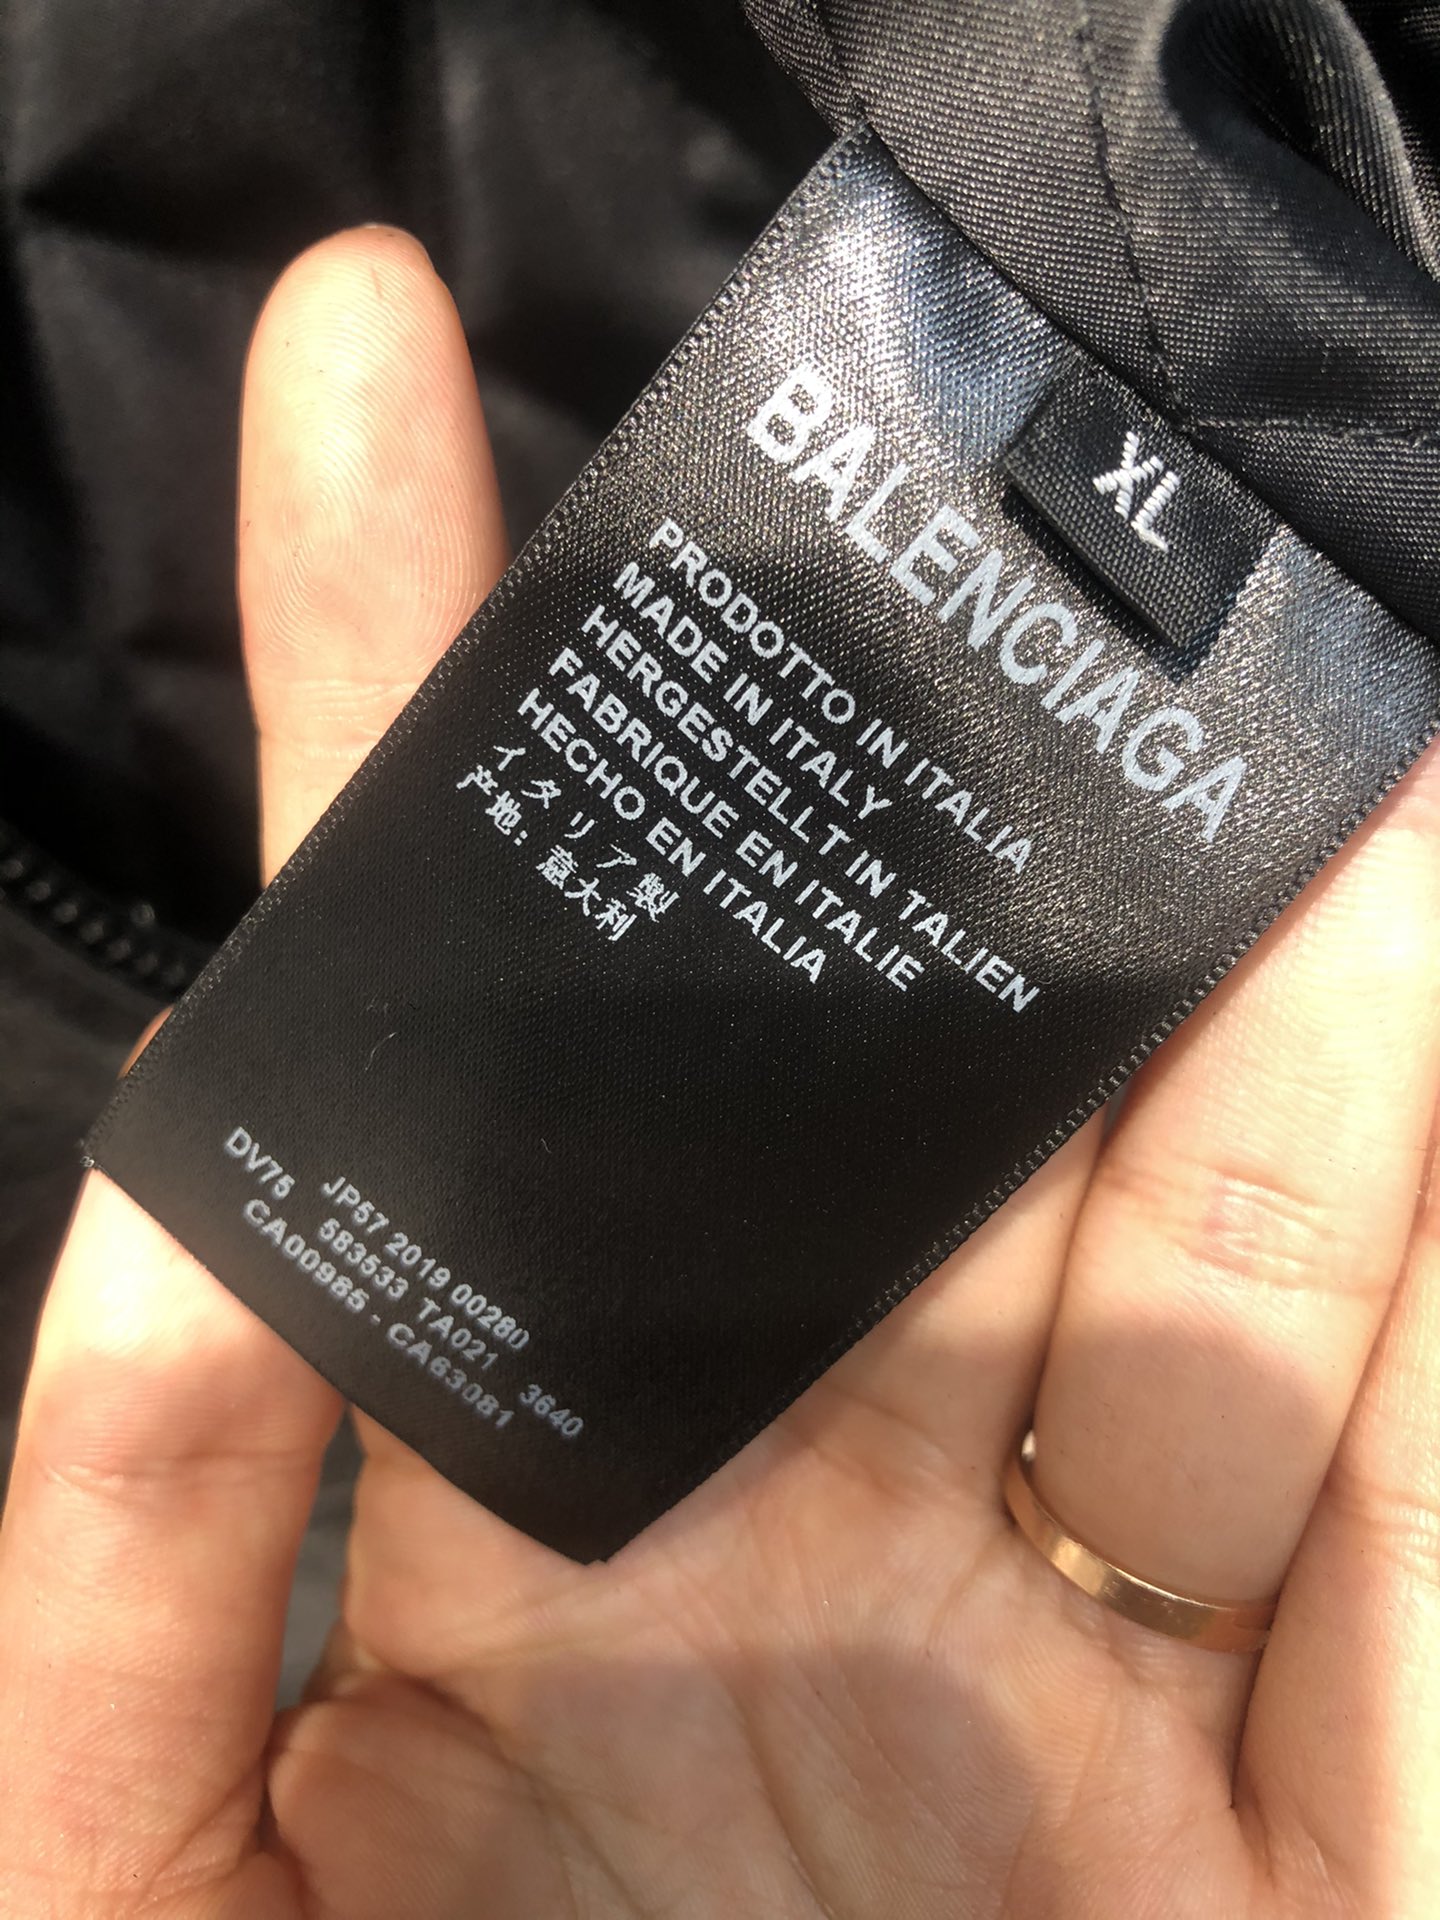 XL
BALENCIAGA
PRODOTTO IN ITALIA
MADE IN ITALY
HERGESTELLT IN TALIEN
FABRIQUE EN ITALIE
HECHO EN ITALIA
イタリア製
产地:意大利
JP57 2019 00280
DV75 583533 TA021 3640
CA00985 - CA63081